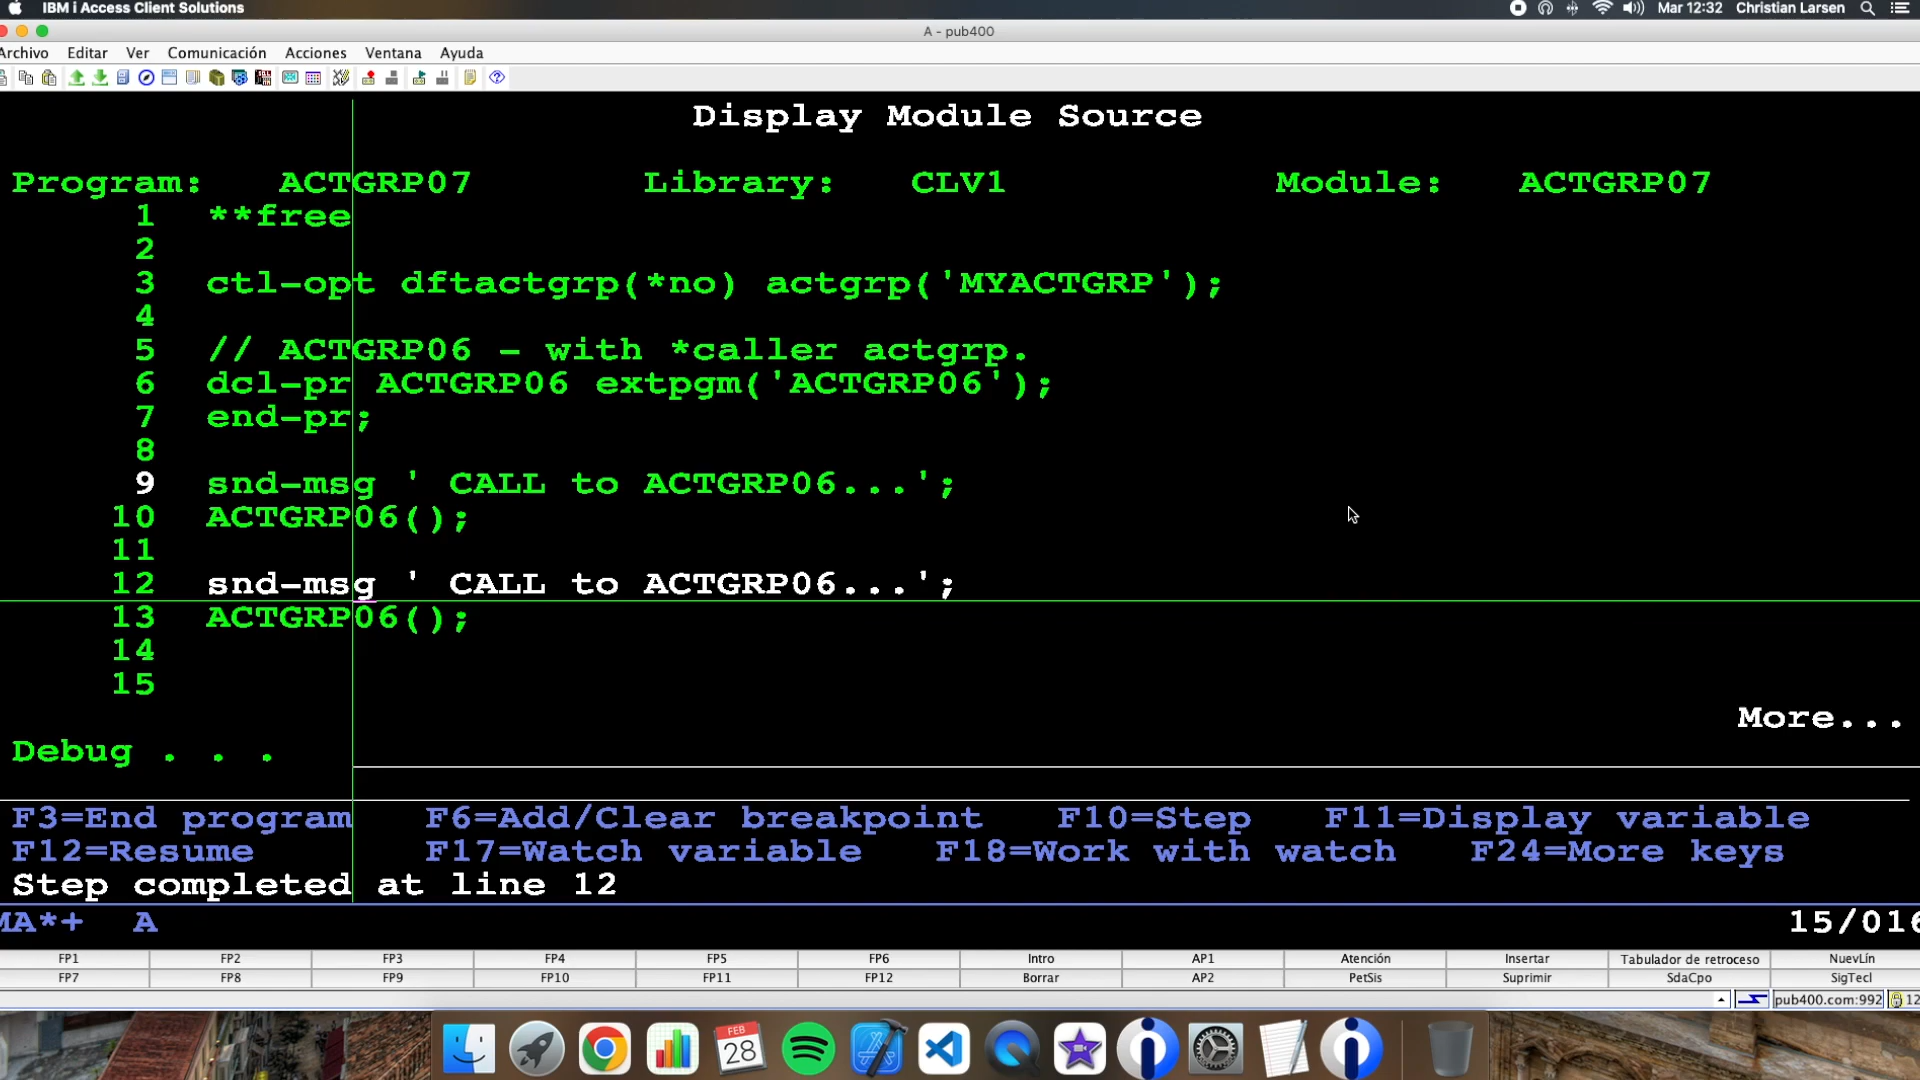 IBM i Access Client Solutions
Mar 12:32 Christian Larsen
A - pub400
Archivo Editar Ver Comunicación Acciones Ventana Ayuda
Display Module Source
Program: ACTGRP07 Library: CLV1 Module: ACTGRP07
1 **free
2
3 ctl-opt dftactgrp(*no) actgrp('MYACTGRP');
4
5 // ACTGRP06 - with *caller actgrp.
6 dcl-pr ACTGRP06 extpgm('ACTGRP06');
7 end-pr;
8
9 snd-msg ' CALL to ACTGRP06...';
10 ACTGRP06();
11
12 snd-msg ' CALL to ACTGRP06...';
13 ACTGRP06();
14
15
More...
Debug . . .
F3=End program F6=Add/Clear breakpoint F10=Step F11=Display variable
F12=Resume F17=Watch variable F18=Work with watch F24=More keys
Step completed at line 12
MA*+ A 15/016
FP1 FP2 FP3 FP4 FP5 FP6 Intro AP1 Atención Insertar Tabulador de retroceso NuevLín
FP7 FP8 FP9 FP10 FP11 FP12 Borrar AP2 PetSis Suprimir SdaCpo SigTecl
pub400.com:992 12
FEB
28